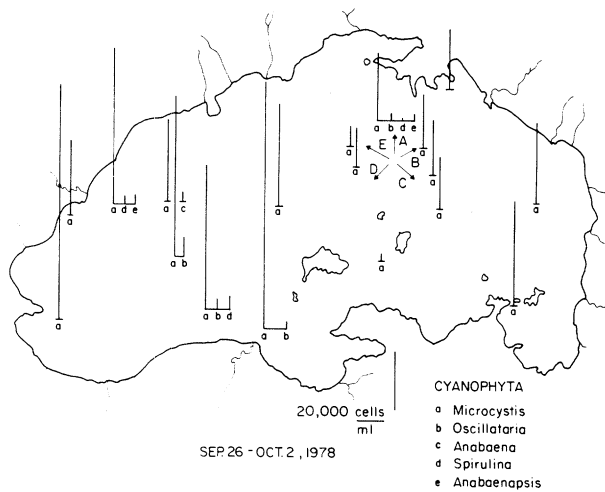 a b d e
A
E
a
B
a
a
D
C
a
a
a
a d e
a
c
a
a
a
a b
a
a b d
a
a
a b
20,000 cells
ml
SEP. 26 - OCT. 2, 1978
CYANOPHYTA
a Microcystis
b Oscillataria
c Anabaena
d Spirulina
e Anabaenapsis